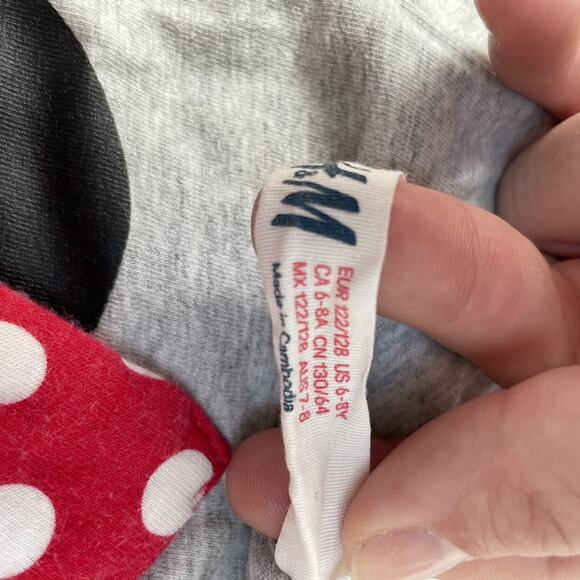 H&M
EUR 122/128 US 6-8Y
CA 6-8A CN 130/64
MX 122/128 AUS 7-8
Made in Cambodia